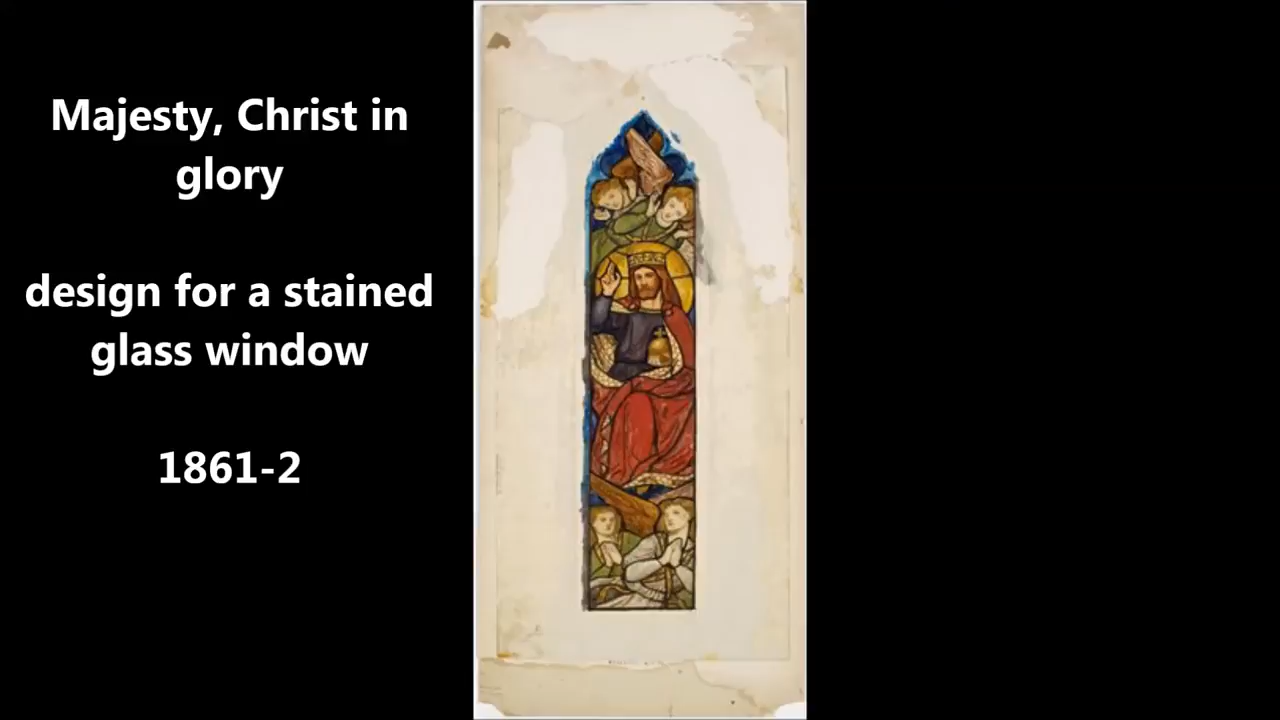 Majesty, Christ in
glory
design for a stained
glass window
1861-2